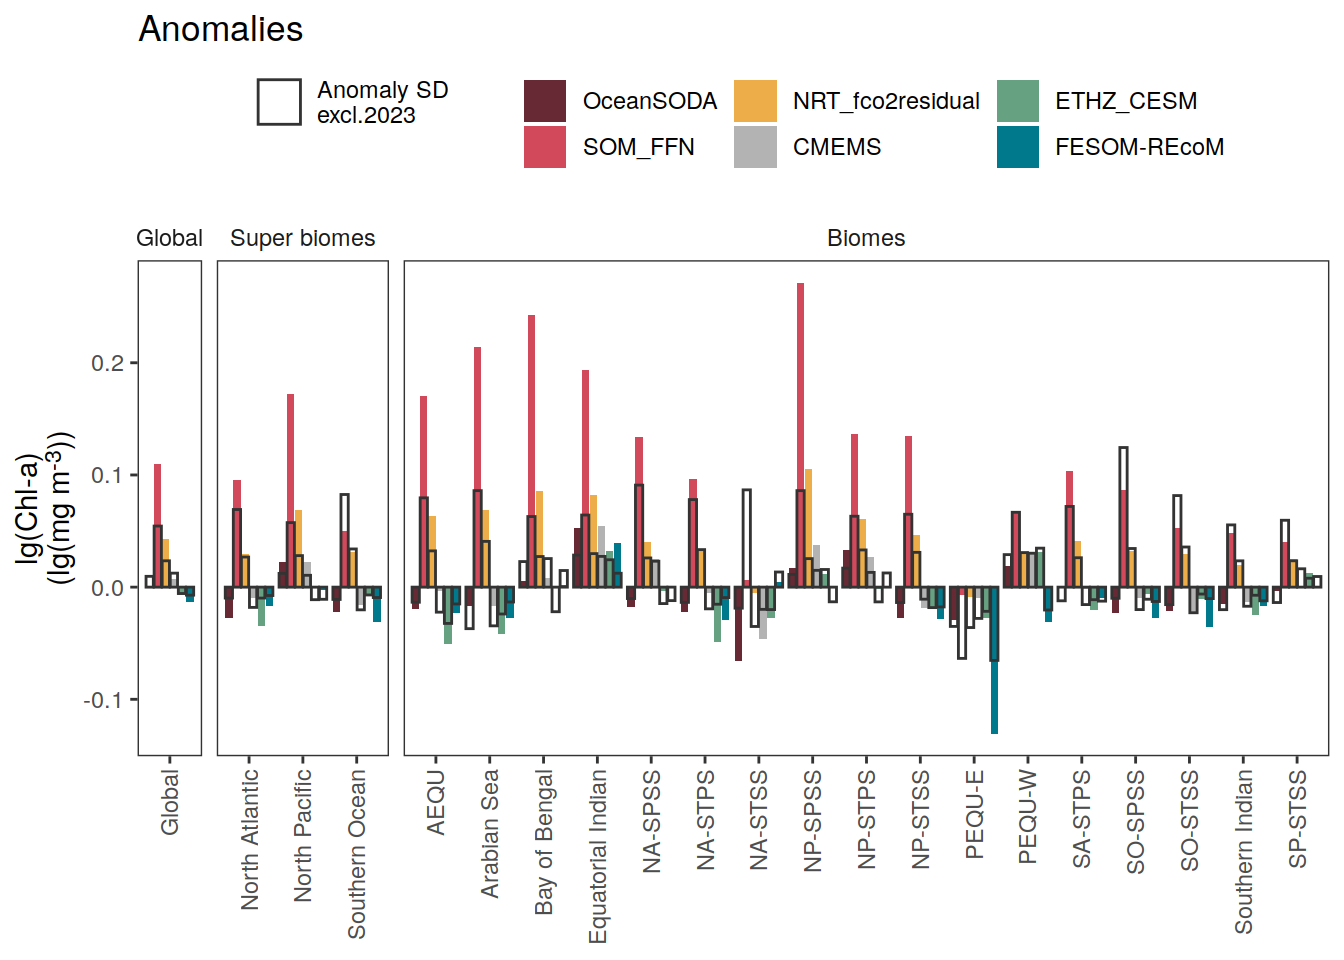 Anomalies
Anomaly SD
excl.2023
OceanSODA
SOM_FFN
NRT_fco2residual
CMEMS
ETHZ_CESM
FESOM-REcoM
Global
Super biomes
Biomes
lg(Chl-a)
(lg(mg m⁻³))
0.2
0.1
0.0
-0.1
Global
North Atlantic
North Pacific
Southern Ocean
AEQU
Arabian Sea
Bay of Bengal
Equatorial Indian
NA-SPSS
NA-STPS
NA-STSS
NP-SPSS
NP-STPS
NP-STSS
PEQU-E
PEQU-W
SA-STPS
SO-SPSS
SO-STSS
Southern Indian
SP-STSS